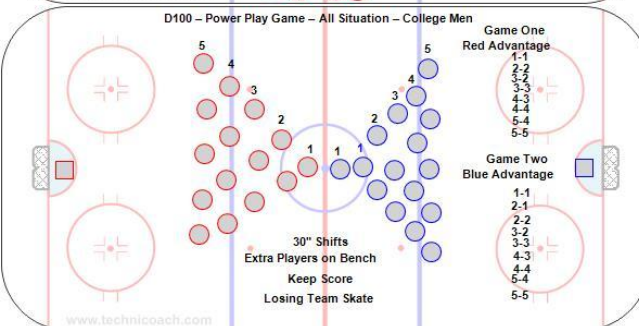 D100 – Power Play Game – All Situation – College Men
5
4
3
2
1
1
1
2
3
4
5
Game One
Red Advantage
1-1
2-2
3-2
3-3
4-3
4-4
5-4
5-5
Game Two
Blue Advantage
1-1
2-1
2-2
3-2
3-3
4-3
4-4
5-4
5-5
30" Shifts
Extra Players on Bench
Keep Score
Losing Team Skate
www.technicoach.com